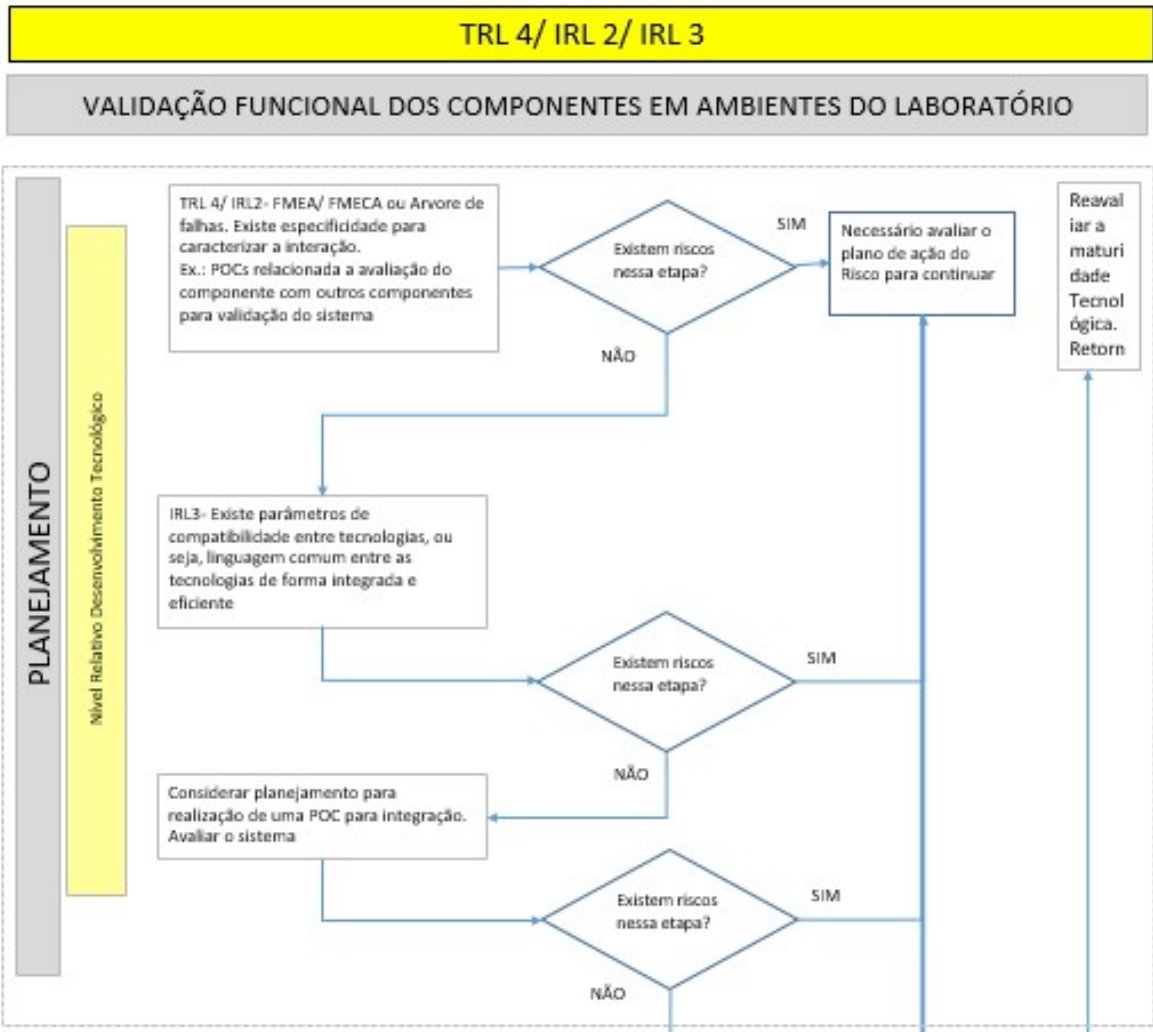 TRL 4/ IRL 2/ IRL 3
VALIDAÇÃO FUNCIONAL DOS COMPONENTES EM AMBIENTES DO LABORATÓRIO
PLANEJAMENTO
Nível Relativo Desenvolvimento Tecnológico
TRL 4/ IRL2- FMEA/ FMECA ou Arvore de
falhas. Existe especificidade para
caracterizar a interação.
Ex.: POCs relacionada a avaliação do
componente com outros componentes
para validação do sistema
Existem riscos
nessa etapa?
SIM
NÃO
Necessário avaliar o
plano de ação do
Risco para continuar
Reaval
iar a
maturi
dade
Tecnol
ógica.
Retorn
IRL3- Existe parâmetros de
compatibilidade entre tecnologias, ou
seja, linguagem comum entre as
tecnologias de forma integrada e
eficiente
Existem riscos
nessa etapa?
SIM
NÃO
Considerar planejamento para
realização de uma POC para integração.
Avaliar o sistema
Existem riscos
nessa etapa?
SIM
NÃO